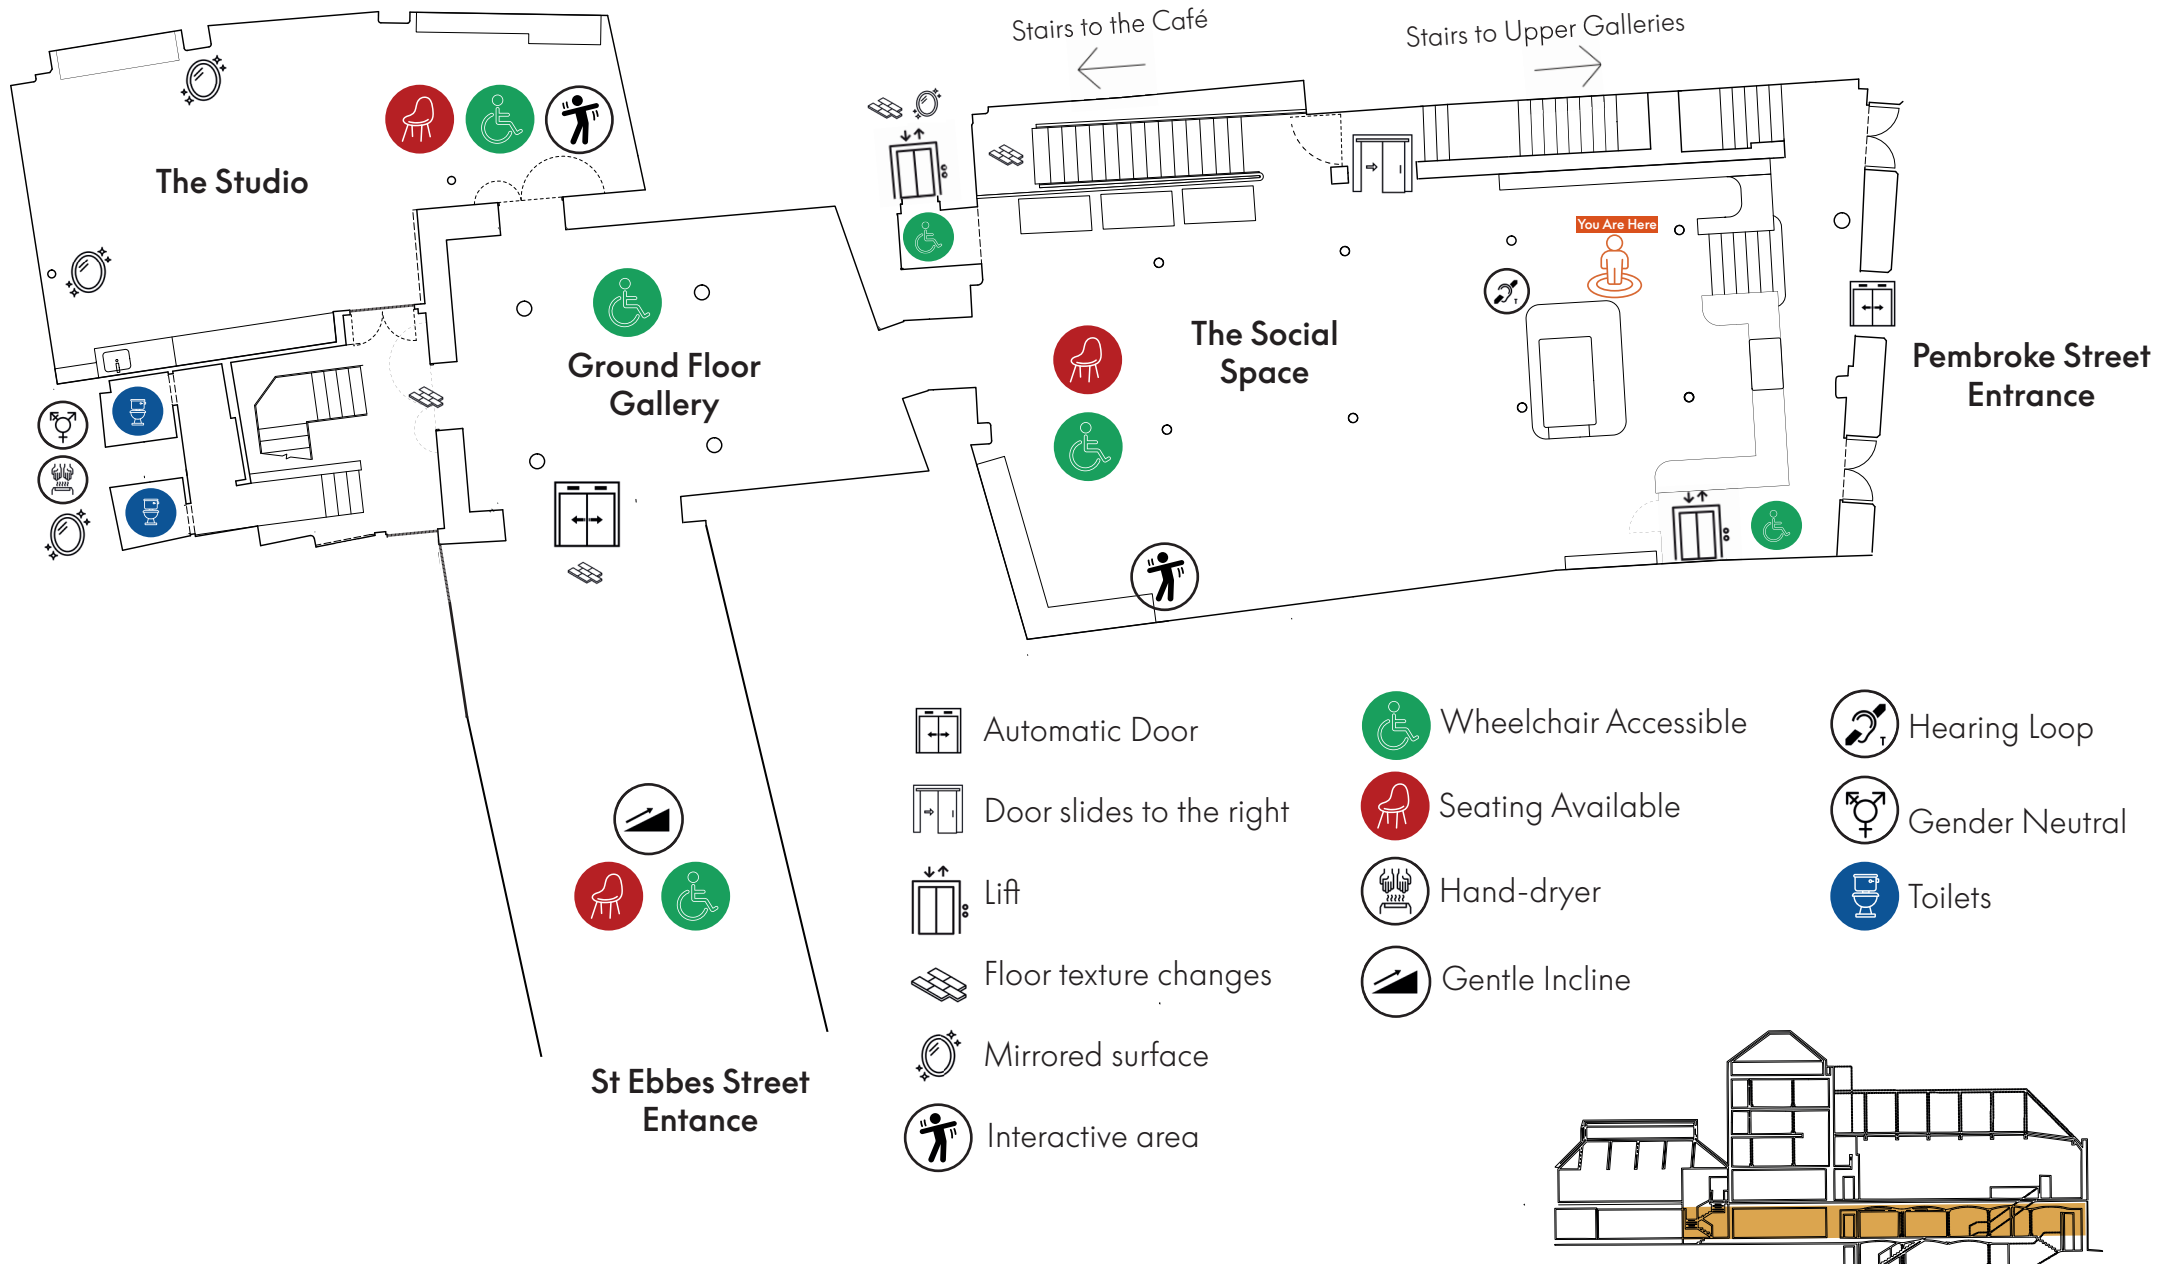 Stairs to the Café
Stairs to Upper Galleries
The Studio
You Are Here
The Social
Space
Ground Floor
Gallery
Pembroke Street
Entrance
Automatic Door
Door slides to the right
Lift
Floor texture changes
Mirrored surface
Interactive area
Wheelchair Accessible
Seating Available
Hand-dryer
Gentle Incline
T
Hearing Loop
Gender Neutral
Toilets
St Ebbes Street
Entance